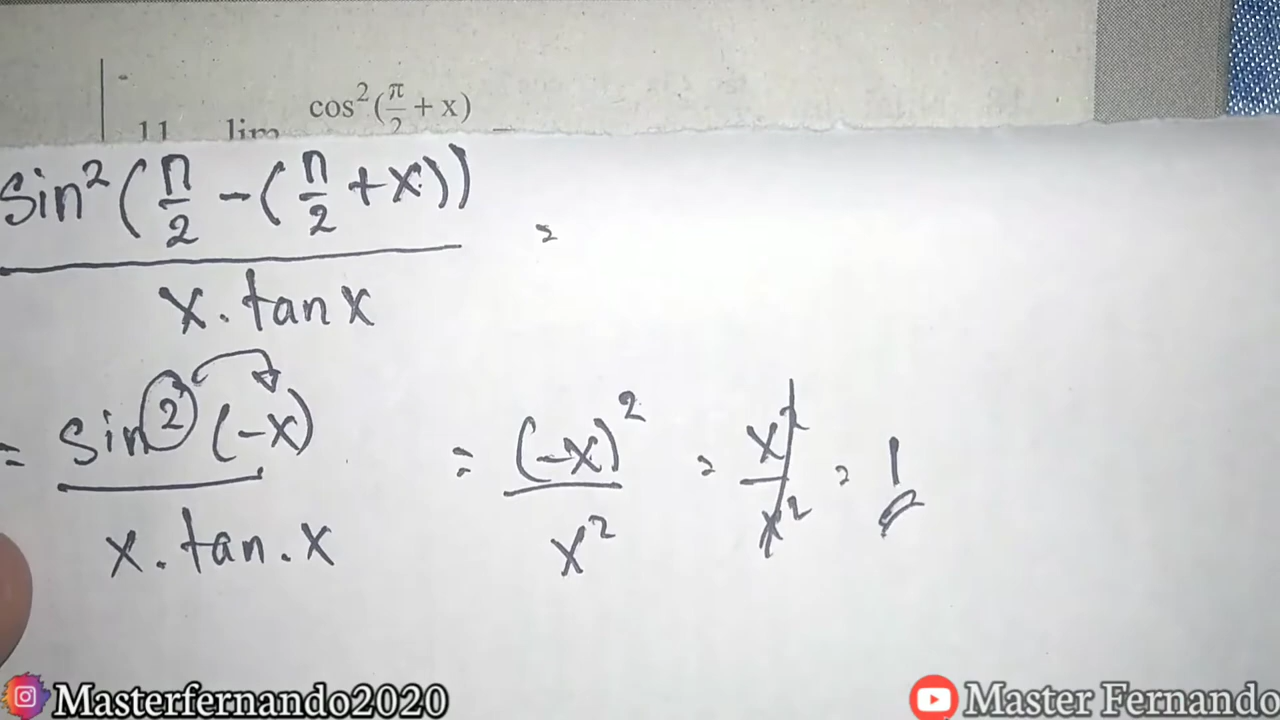 cos²(π/2 + x)
11 lim
Sin²(π/2 - (π/2 + x))
=
x . tan x
= Sin²(-x) = (-x)² = x² = 1
x . tan . x x² x²
Masterfernando2020
Master Fernando